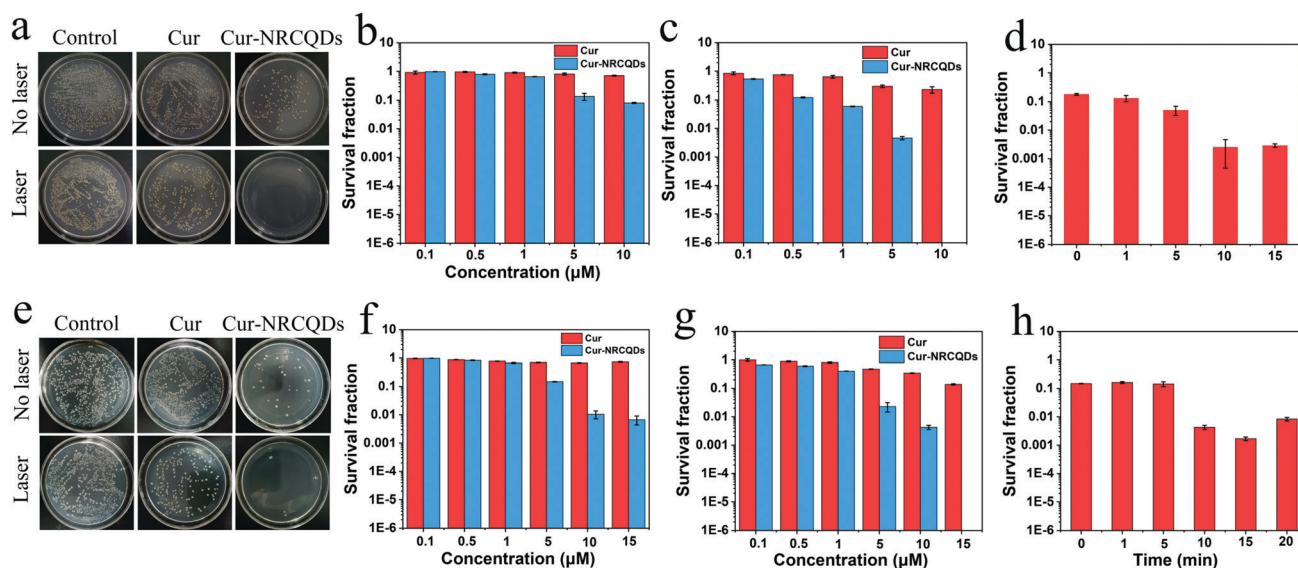 a
Control Cur Cur-NRCQDs
No laser
Laser
b
Survival fraction
10
1
0.1
0.01
0.001
1E-4
1E-5
1E-6
Cur
Cur-NRCQDs
0.1 0.5 1 5 10
Concentration (μM)
c
Survival fraction
10
1
0.1
0.01
0.001
1E-4
1E-5
1E-6
Cur
Cur-NRCQDs
0.1 0.5 1 5 10
d
Survival fraction
10
1
0.1
0.01
0.001
1E-4
1E-5
1E-6
0 1 5 10 15
e
Control Cur Cur-NRCQDs
No laser
Laser
f
Survival fraction
10
1
0.1
0.01
0.001
1E-4
1E-5
1E-6
Cur
Cur-NRCQDs
0.1 0.5 1 5 10 15
Concentration (μM)
g
Survival fraction
10
1
0.1
0.01
0.001
1E-4
1E-5
1E-6
Cur
Cur-NRCQDs
0.1 0.5 1 5 10 15
Concentration (μM)
h
Survival fraction
10
1
0.1
0.01
0.001
1E-4
1E-5
1E-6
0 1 5 10 15 20
Time (min)